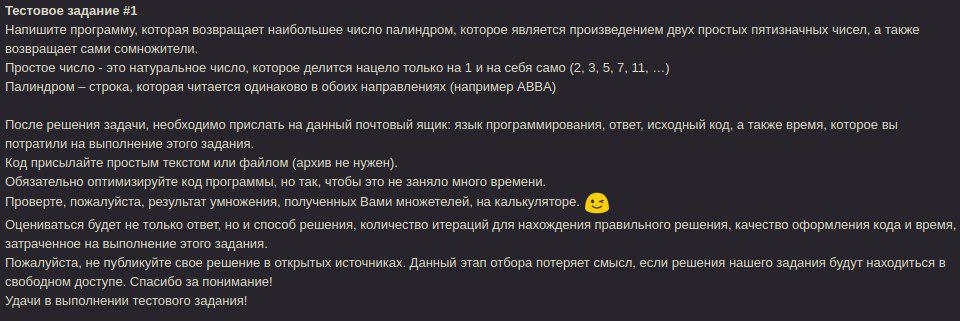 Тестовое задание #1
Напишите программу, которая возвращает наибольшее число палиндром, которое является произведением двух простых пятизначных чисел, а также
возвращает сами сомножители.
Простое число - это натуральное число, которое делится нацело только на 1 и на себя само (2, 3, 5, 7, 11, …)
Палиндром – строка, которая читается одинаково в обоих направлениях (например АВВА)
После решения задачи, необходимо прислать на данный почтовый ящик: язык программирования, ответ, исходный код, а также время, которое вы
потратили на выполнение этого задания.
Код присылайте простым текстом или файлом (архив не нужен).
Обязательно оптимизируйте код программы, но так, чтобы это не заняло много времени.
Проверте, пожалуйста, результат умножения, полученных Вами множетелей, на калькуляторе.
Оцениваться будет не только ответ, но и способ решения, количество итераций для нахождения правильного решения, качество оформления кода и время,
затраченное на выполнение этого задания.
Пожалуйста, не публикуйте свое решение в открытых источниках. Данный этап отбора потеряет смысл, если решения нашего задания будут находиться в
свободном доступе. Спасибо за понимание!
Удачи в выполнении тестового задания!